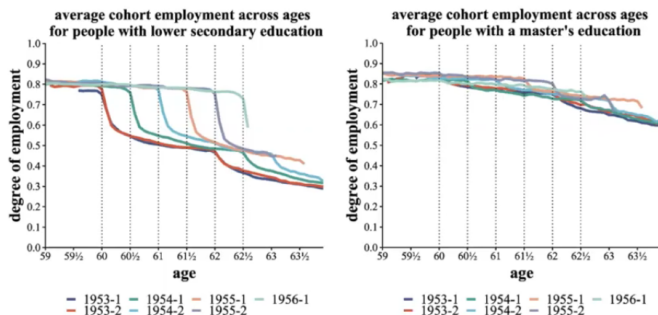 average cohort employment across ages
for people with lower secondary education
degree of employment
1.0
0.9
0.8
0.7
0.6
0.5
0.4
0.3
0.2
0.1
0.0
59 59½ 60 60½ 61 61½ 62 62½ 63 63½
age
1953-1 1954-1 1955-1 1956-1
1953-2 1954-2 1955-2
average cohort employment across ages
for people with a master's education
degree of employment
1.0
0.9
0.8
0.7
0.6
0.5
0.4
0.3
0.2
0.1
0.0
59 59½ 60 60½ 61 61½ 62 62½ 63 63½
age
1953-1 1954-1 1955-1 1956-1
1953-2 1954-2 1955-2